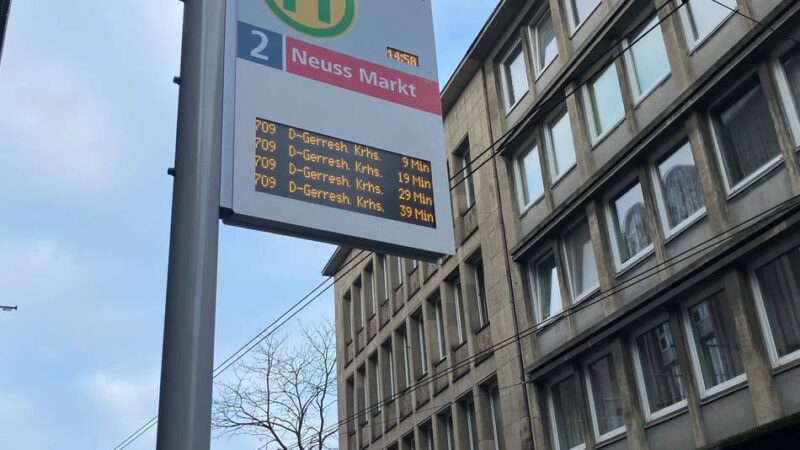 H
14:58
2 Neuss Markt
709 D-Gerresh. Krhs. 9 Min
709 D-Gerresh. Krhs. 19 Min
709 D-Gerresh. Krhs. 29 Min
709 D-Gerresh. Krhs. 39 Min